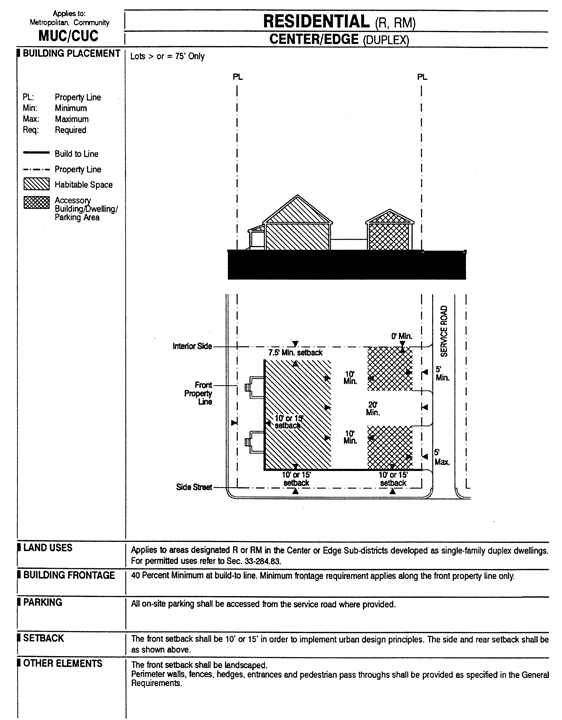 Applies to:
Metropolitan, Community
MUC/CUC
RESIDENTIAL (R, RM)
CENTER/EDGE (DUPLEX)
BUILDING PLACEMENT
Lots > or = 75' Only
PL: Property Line
Min: Minimum
Max: Maximum
Req: Required
Build to Line
Property Line
Habitable Space
Accessory
Building/Dwelling/
Parking Area
PL
PL
Interior Side
7.5' Min. setback
0' Min.
SERVICE ROAD
10'
Min.
5'
Min.
Front
Property
Line
20'
Min.
10' or 15'
setback
10'
Min.
5'
Max.
10' or 15'
setback
10' or 15'
setback
Side Street
LAND USES
Applies to areas designated R or RM in the Center or Edge Sub-districts developed as single-family duplex dwellings.
For permitted uses refer to Sec. 33-284.83.
BUILDING FRONTAGE
40 Percent Minimum at build-to line. Minimum frontage requirement applies along the front property line only.
PARKING
All on-site parking shall be accessed from the service road where provided.
SETBACK
The front setback shall be 10' or 15' in order to implement urban design principles. The side and rear setback shall be
as shown above.
OTHER ELEMENTS
The front setback shall be landscaped.
Perimeter walls, fences, hedges, entrances and pedestrian pass throughs shall be provided as specified in the General
Requirements.